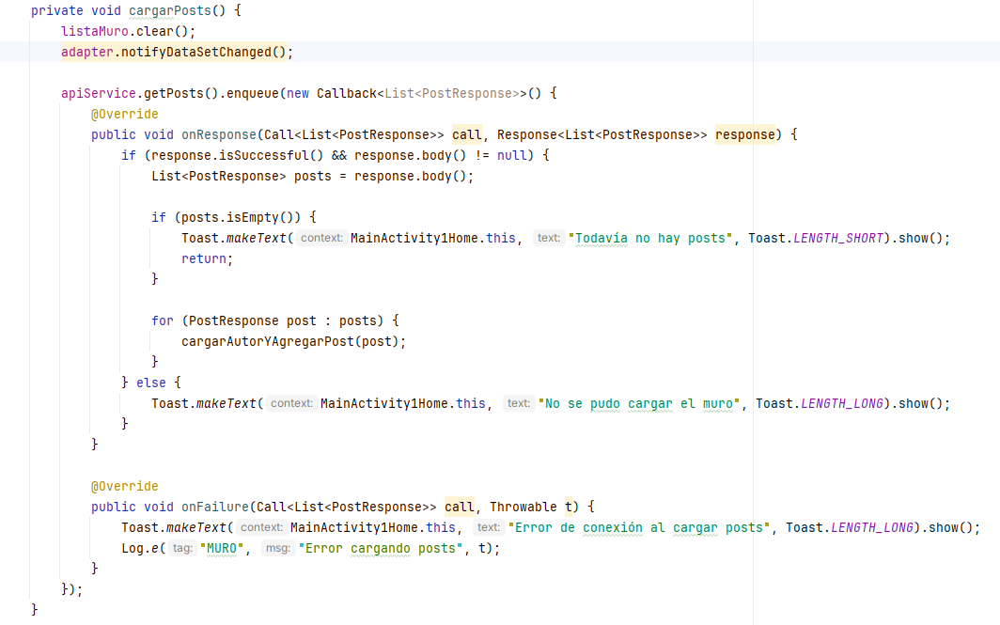 private void cargarPosts() {
listaMuro.clear();
adapter.notifyDataSetChanged();
apiService.getPosts().enqueue(new Callback<List<PostResponse>>() {
@Override
public void onResponse(Call<List<PostResponse>> call, Response<List<PostResponse>> response) {
if (response.isSuccessful() && response.body() != null) {
List<PostResponse> posts = response.body();
if (posts.isEmpty()) {
Toast.makeText( context: MainActivity1Home.this, text: "Todavía no hay posts", Toast.LENGTH_SHORT).show();
return;
}
for (PostResponse post : posts) {
cargarAutorYAgregarPost(post);
}
} else {
Toast.makeText( context: MainActivity1Home.this, text: "No se pudo cargar el muro", Toast.LENGTH_LONG).show();
}
}
@Override
public void onFailure(Call<List<PostResponse>> call, Throwable t) {
Toast.makeText( context: MainActivity1Home.this, text: "Error de conexión al cargar posts", Toast.LENGTH_LONG).show();
Log.e( tag: "MURO", msg: "Error cargando posts", t);
}
});
}